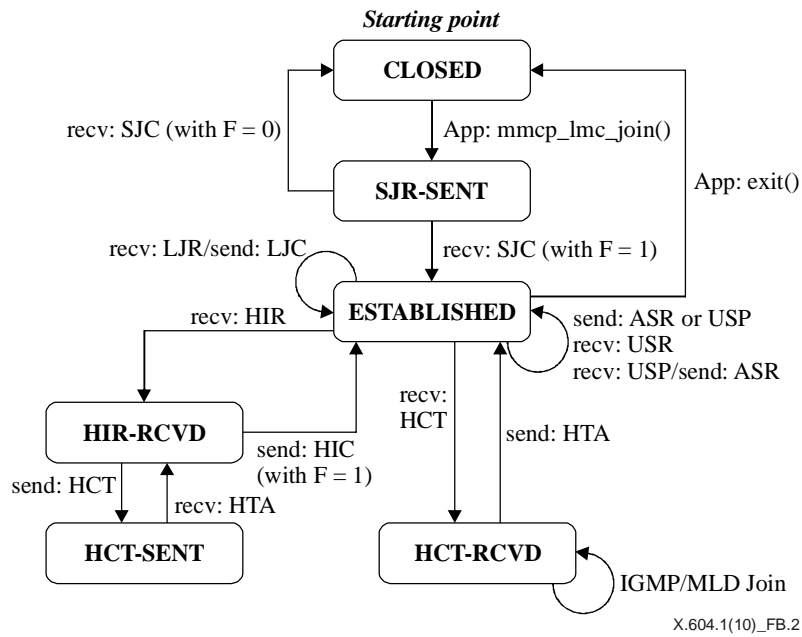 Starting point
CLOSED
recv: SJC (with F = 0)
App: mmcp_lmc_join()
SJR-SENT
App: exit()
recv: LJR/send: LJC
recv: SJC (with F = 1)
ESTABLISHED
recv: HIR
send: ASR or USP
recv: USR
recv: USP/send: ASR
recv:
HCT
HIR-RCVD
send: HIC
(with F = 1)
send: HTA
send: HCT
recv: HTA
HCT-SENT
HCT-RCVD
IGMP/MLD Join
X.604.1(10)_FB.2